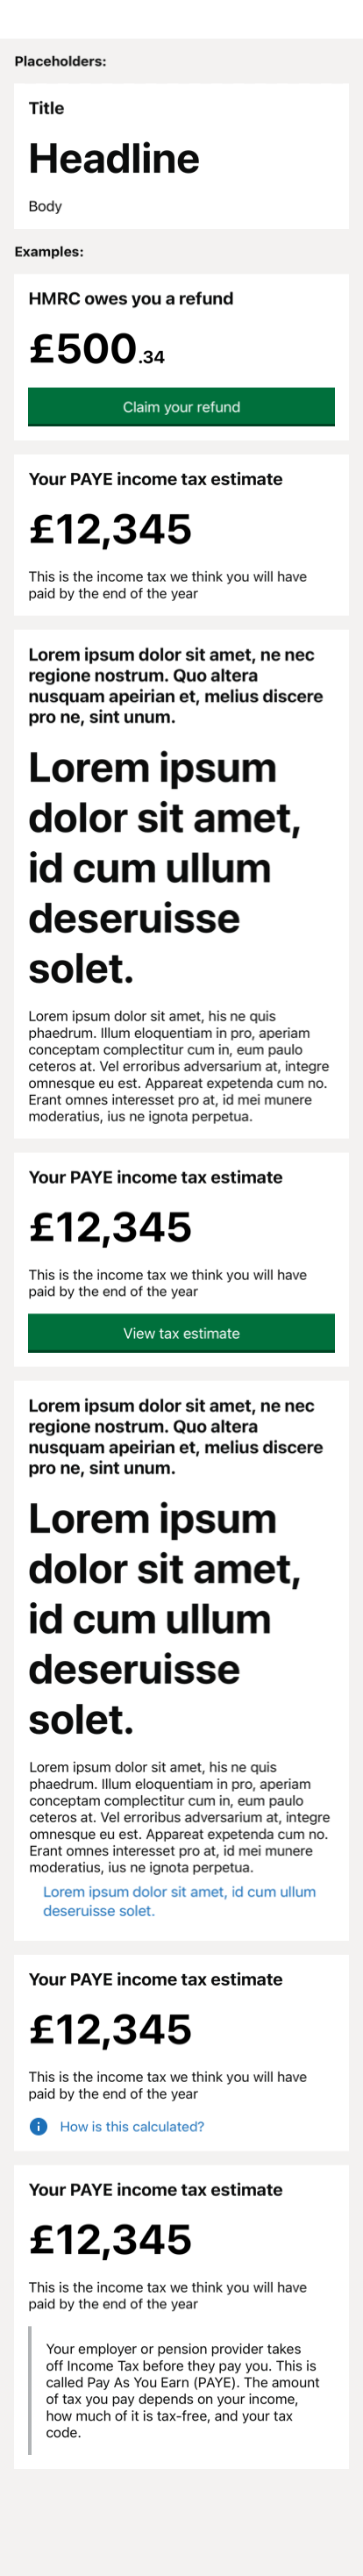 Placeholders:
Title
Headline
Body
Examples:
HMRC owes you a refund
£500.34
Claim your refund
Your PAYE income tax estimate
£12,345
This is the income tax we think you will have
paid by the end of the year
Lorem ipsum dolor sit amet, ne nec
regione nostrum. Quo altera
nusquam apeirian et, melius discere
pro ne, sint unum.
Lorem ipsum
dolor sit amet,
id cum ullum
deseruisse
solet.
Lorem ipsum dolor sit amet, his ne quis
phaedrum. Illum eloquentiam in pro, aperiam
conceptam complectitur cum in, eum paulo
ceteros at. Vel erroribus adversarium at, integre
omnesque eu est. Appareat expetenda cum no.
Erant omnes interesset pro at, id mei munere
moderatius, ius ne ignota perpetua.
Your PAYE income tax estimate
£12,345
This is the income tax we think you will have
paid by the end of the year
View tax estimate
Lorem ipsum dolor sit amet, ne nec
regione nostrum. Quo altera
nusquam apeirian et, melius discere
pro ne, sint unum.
Lorem ipsum
dolor sit amet,
id cum ullum
deseruisse
solet.
Lorem ipsum dolor sit amet, his ne quis
phaedrum. Illum eloquentiam in pro, aperiam
conceptam complectitur cum in, eum paulo
ceteros at. Vel erroribus adversarium at, integre
omnesque eu est. Appareat expetenda cum no.
Erant omnes interesset pro at, id mei munere
moderatius, ius ne ignota perpetua.
Lorem ipsum dolor sit amet, id cum ullum
deseruisse solet.
Your PAYE income tax estimate
£12,345
This is the income tax we think you will have
paid by the end of the year
How is this calculated?
Your PAYE income tax estimate
£12,345
This is the income tax we think you will have
paid by the end of the year
Your employer or pension provider takes
off Income Tax before they pay you. This is
called Pay As You Earn (PAYE). The amount
of tax you pay depends on your income,
how much of it is tax-free, and your tax
code.